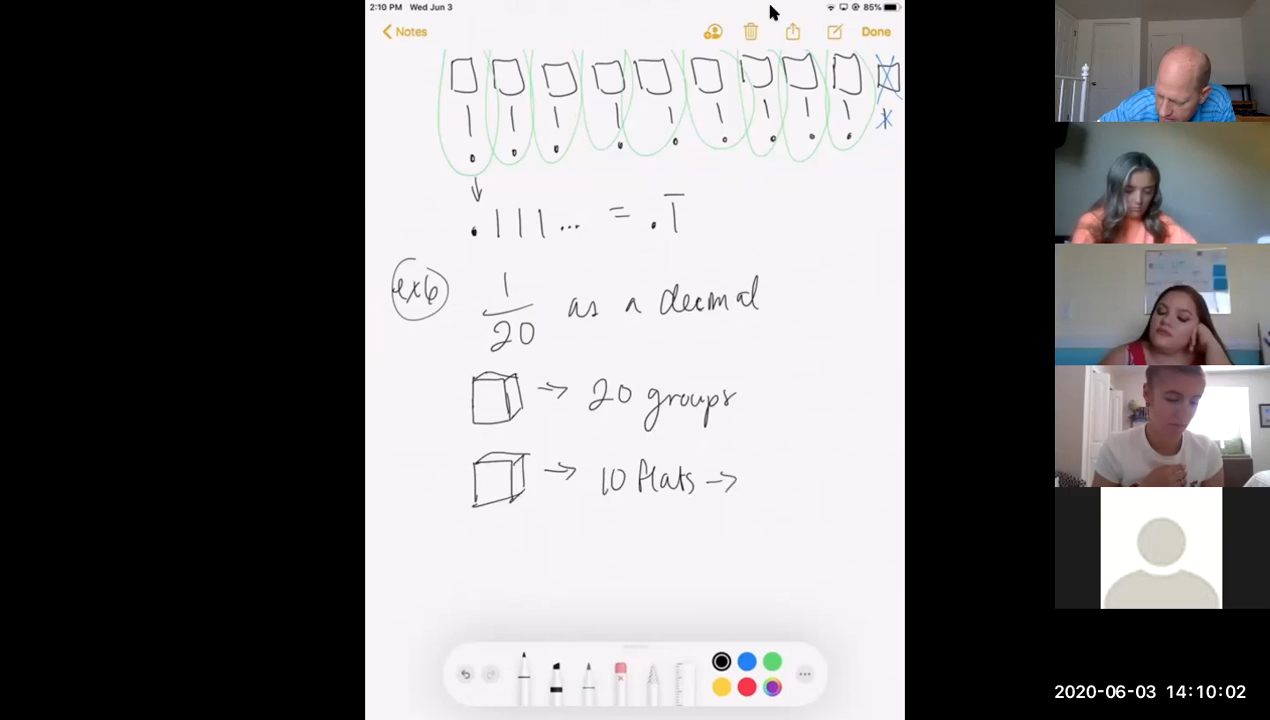 2:10 PM Wed Jun 3
85%
Notes
Done
.111... = .1̅
ex6
1/20 as a decimal
→ 20 groups
→ 10 flats →
2020-06-03 14:10:02